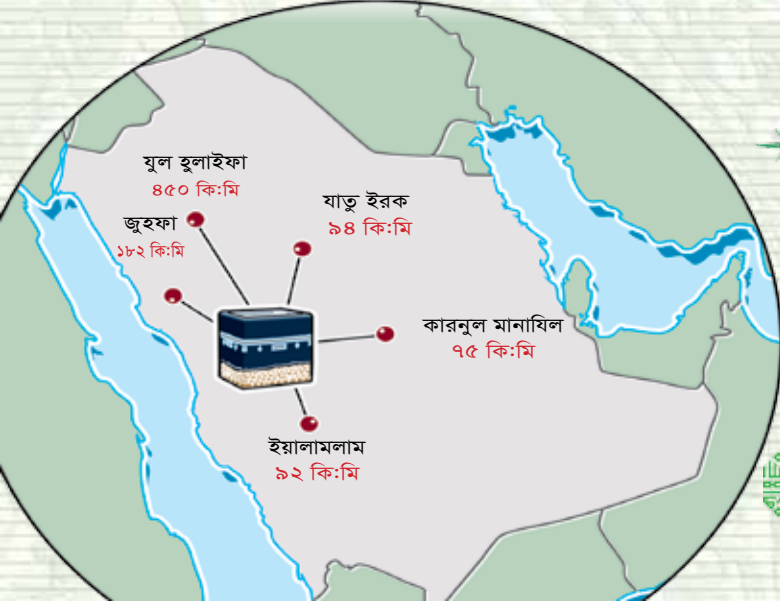 যুল হুলাইফা
৪৫০ কি:মি
যাতু ইরক
৯৪ কি:মি
জুহফা
১৮২ কি:মি
কারনুল মানাযিল
৭৫ কি:মি
ইয়ালামলাম
৯২ কি:মি